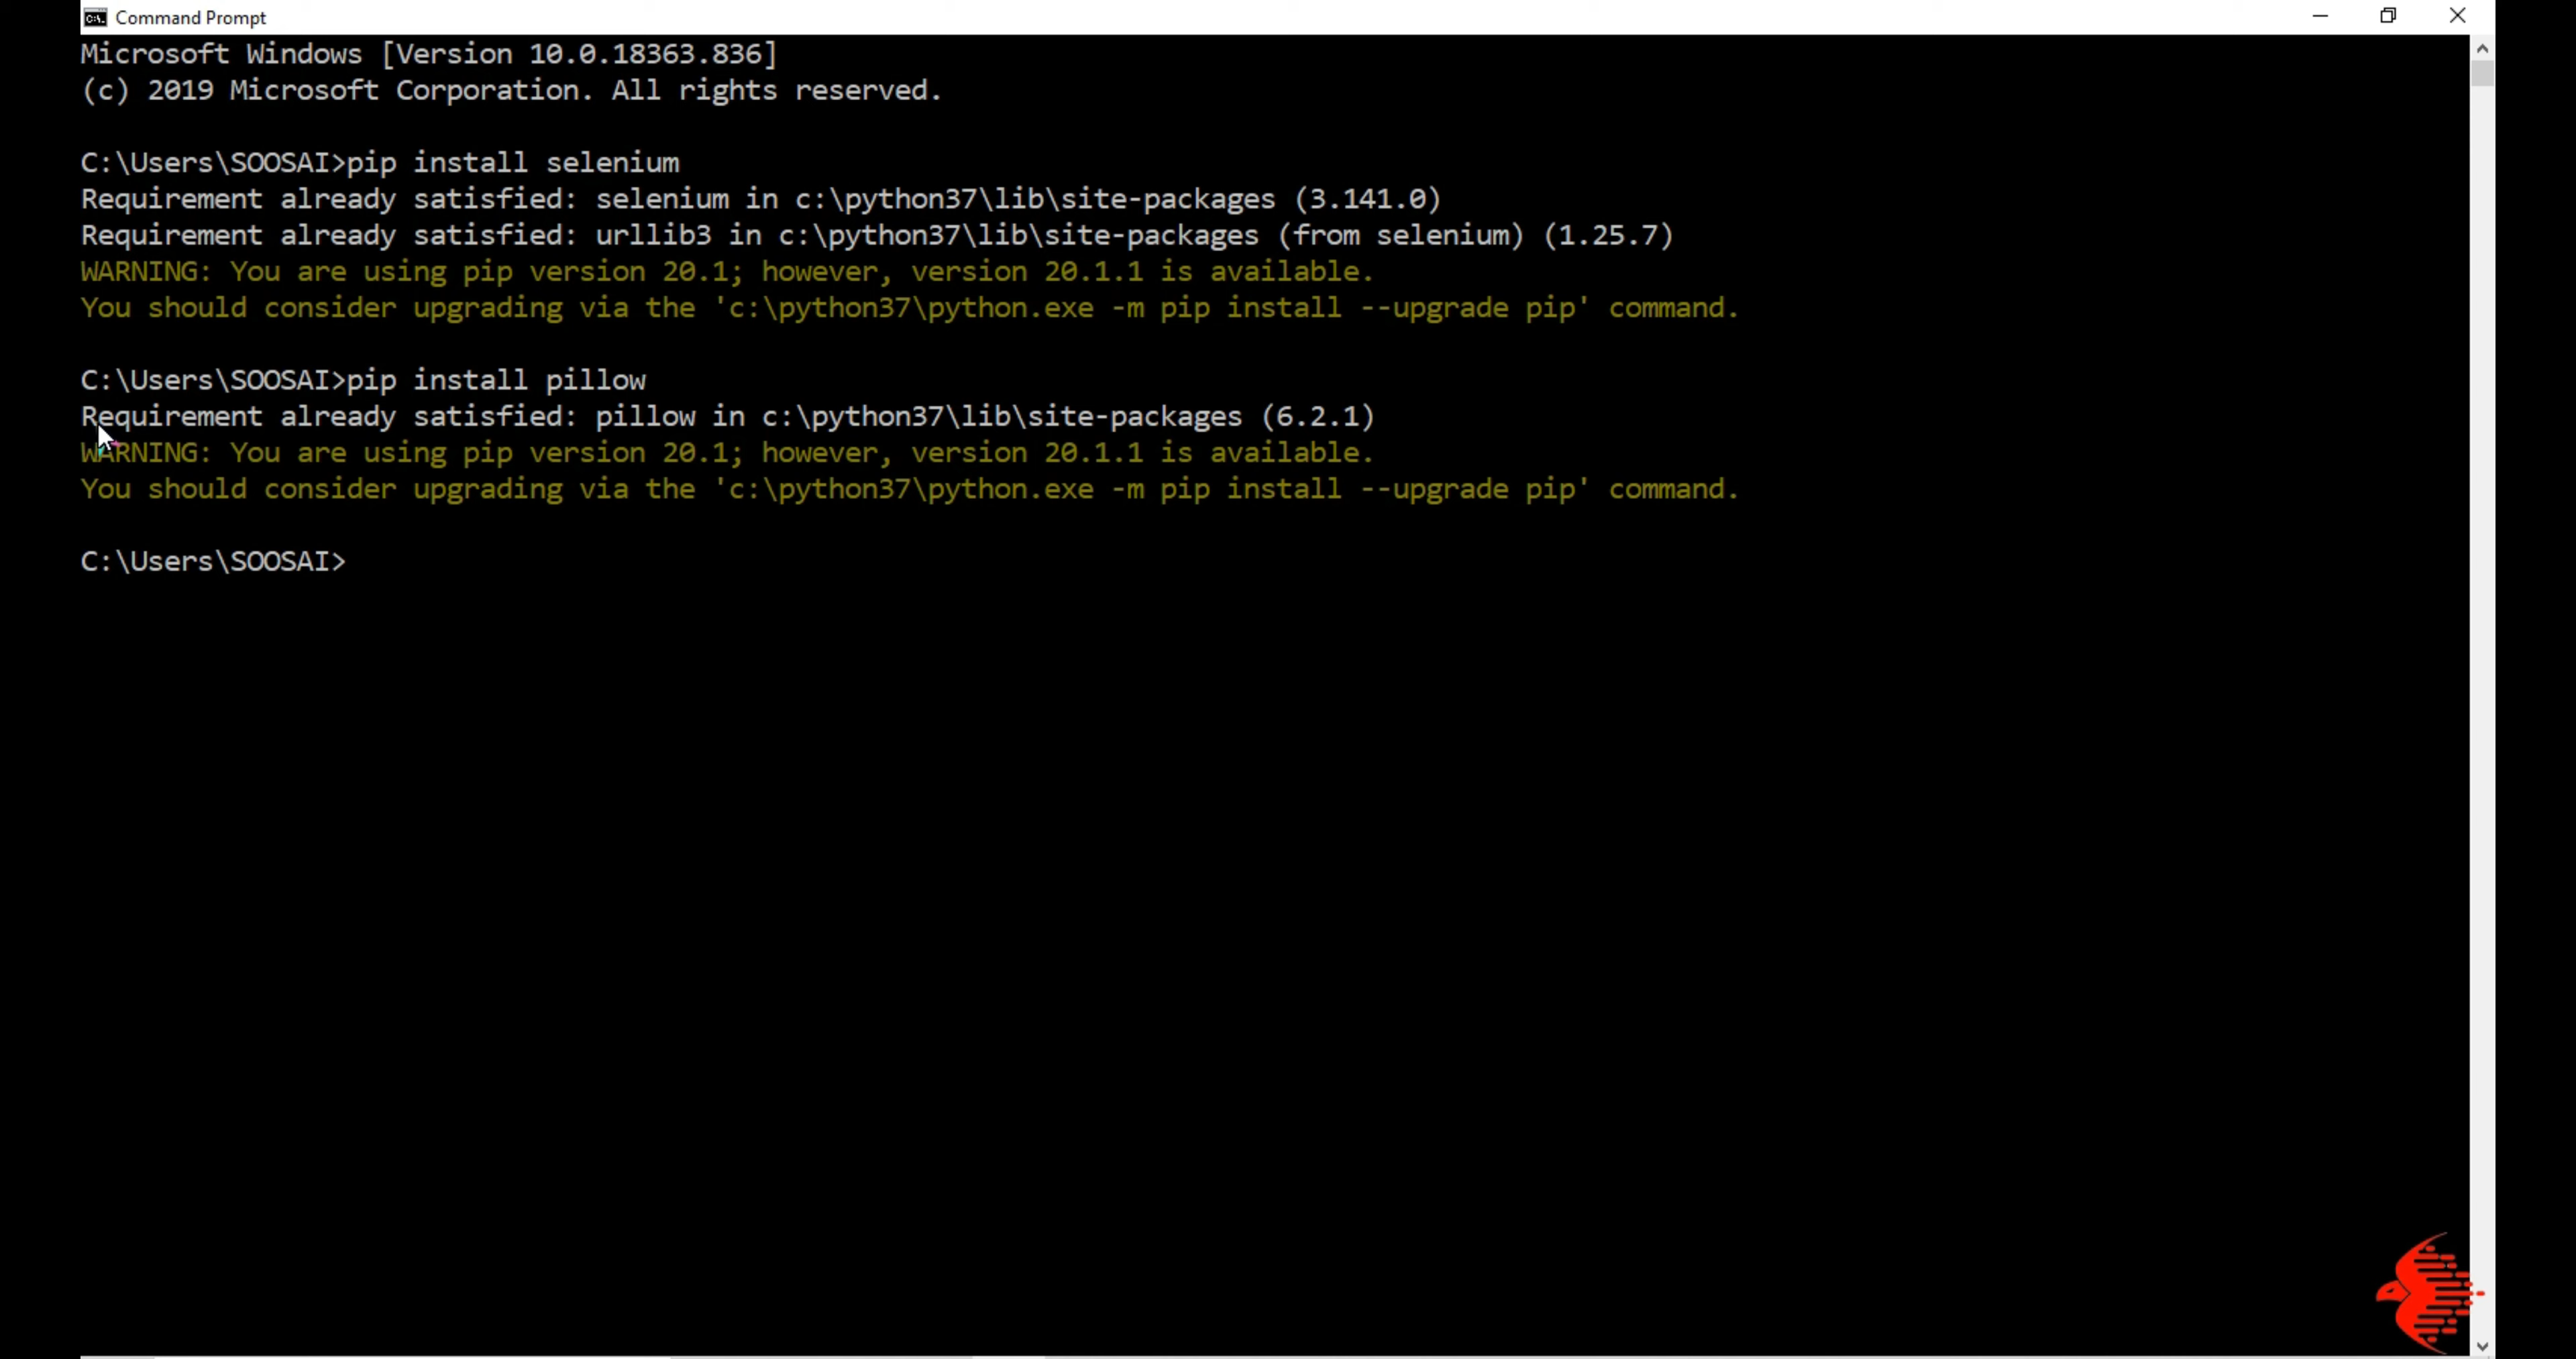 Command Prompt
Microsoft Windows [Version 10.0.18363.836]
(c) 2019 Microsoft Corporation. All rights reserved.
C:\Users\SOOSAI>pip install selenium
Requirement already satisfied: selenium in c:\python37\lib\site-packages (3.141.0)
Requirement already satisfied: urllib3 in c:\python37\lib\site-packages (from selenium) (1.25.7)
WARNING: You are using pip version 20.1; however, version 20.1.1 is available.
You should consider upgrading via the 'c:\python37\python.exe -m pip install --upgrade pip' command.
C:\Users\SOOSAI>pip install pillow
Requirement already satisfied: pillow in c:\python37\lib\site-packages (6.2.1)
WARNING: You are using pip version 20.1; however, version 20.1.1 is available.
You should consider upgrading via the 'c:\python37\python.exe -m pip install --upgrade pip' command.
C:\Users\SOOSAI>